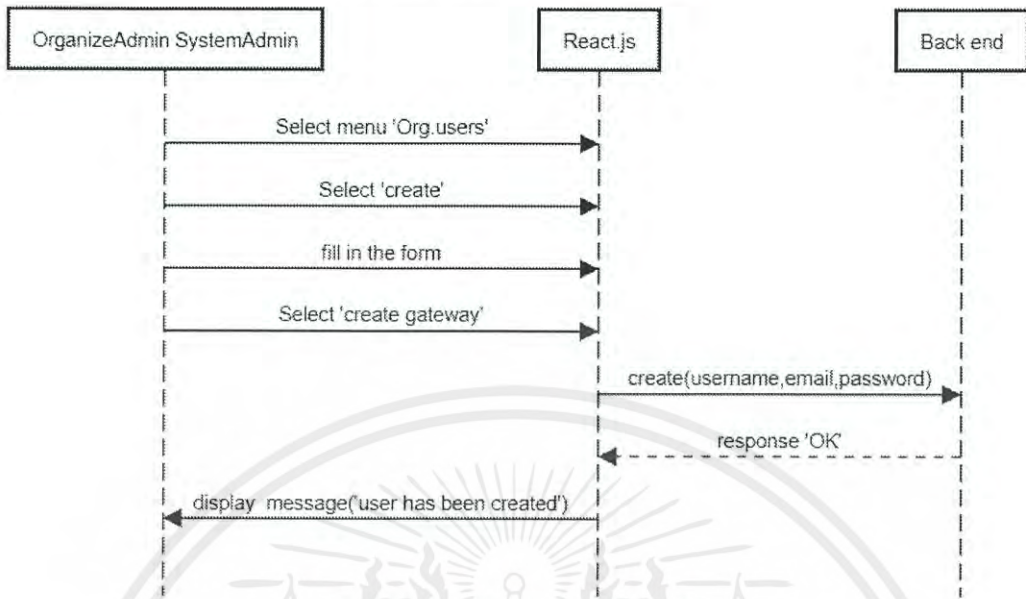 OrganizeAdmin SystemAdmin
React.js
Back end
Select menu 'Org.users'
Select 'create'
fill in the form
Select 'create gateway'
create(username,email,password)
response 'OK'
display message('user has been created')